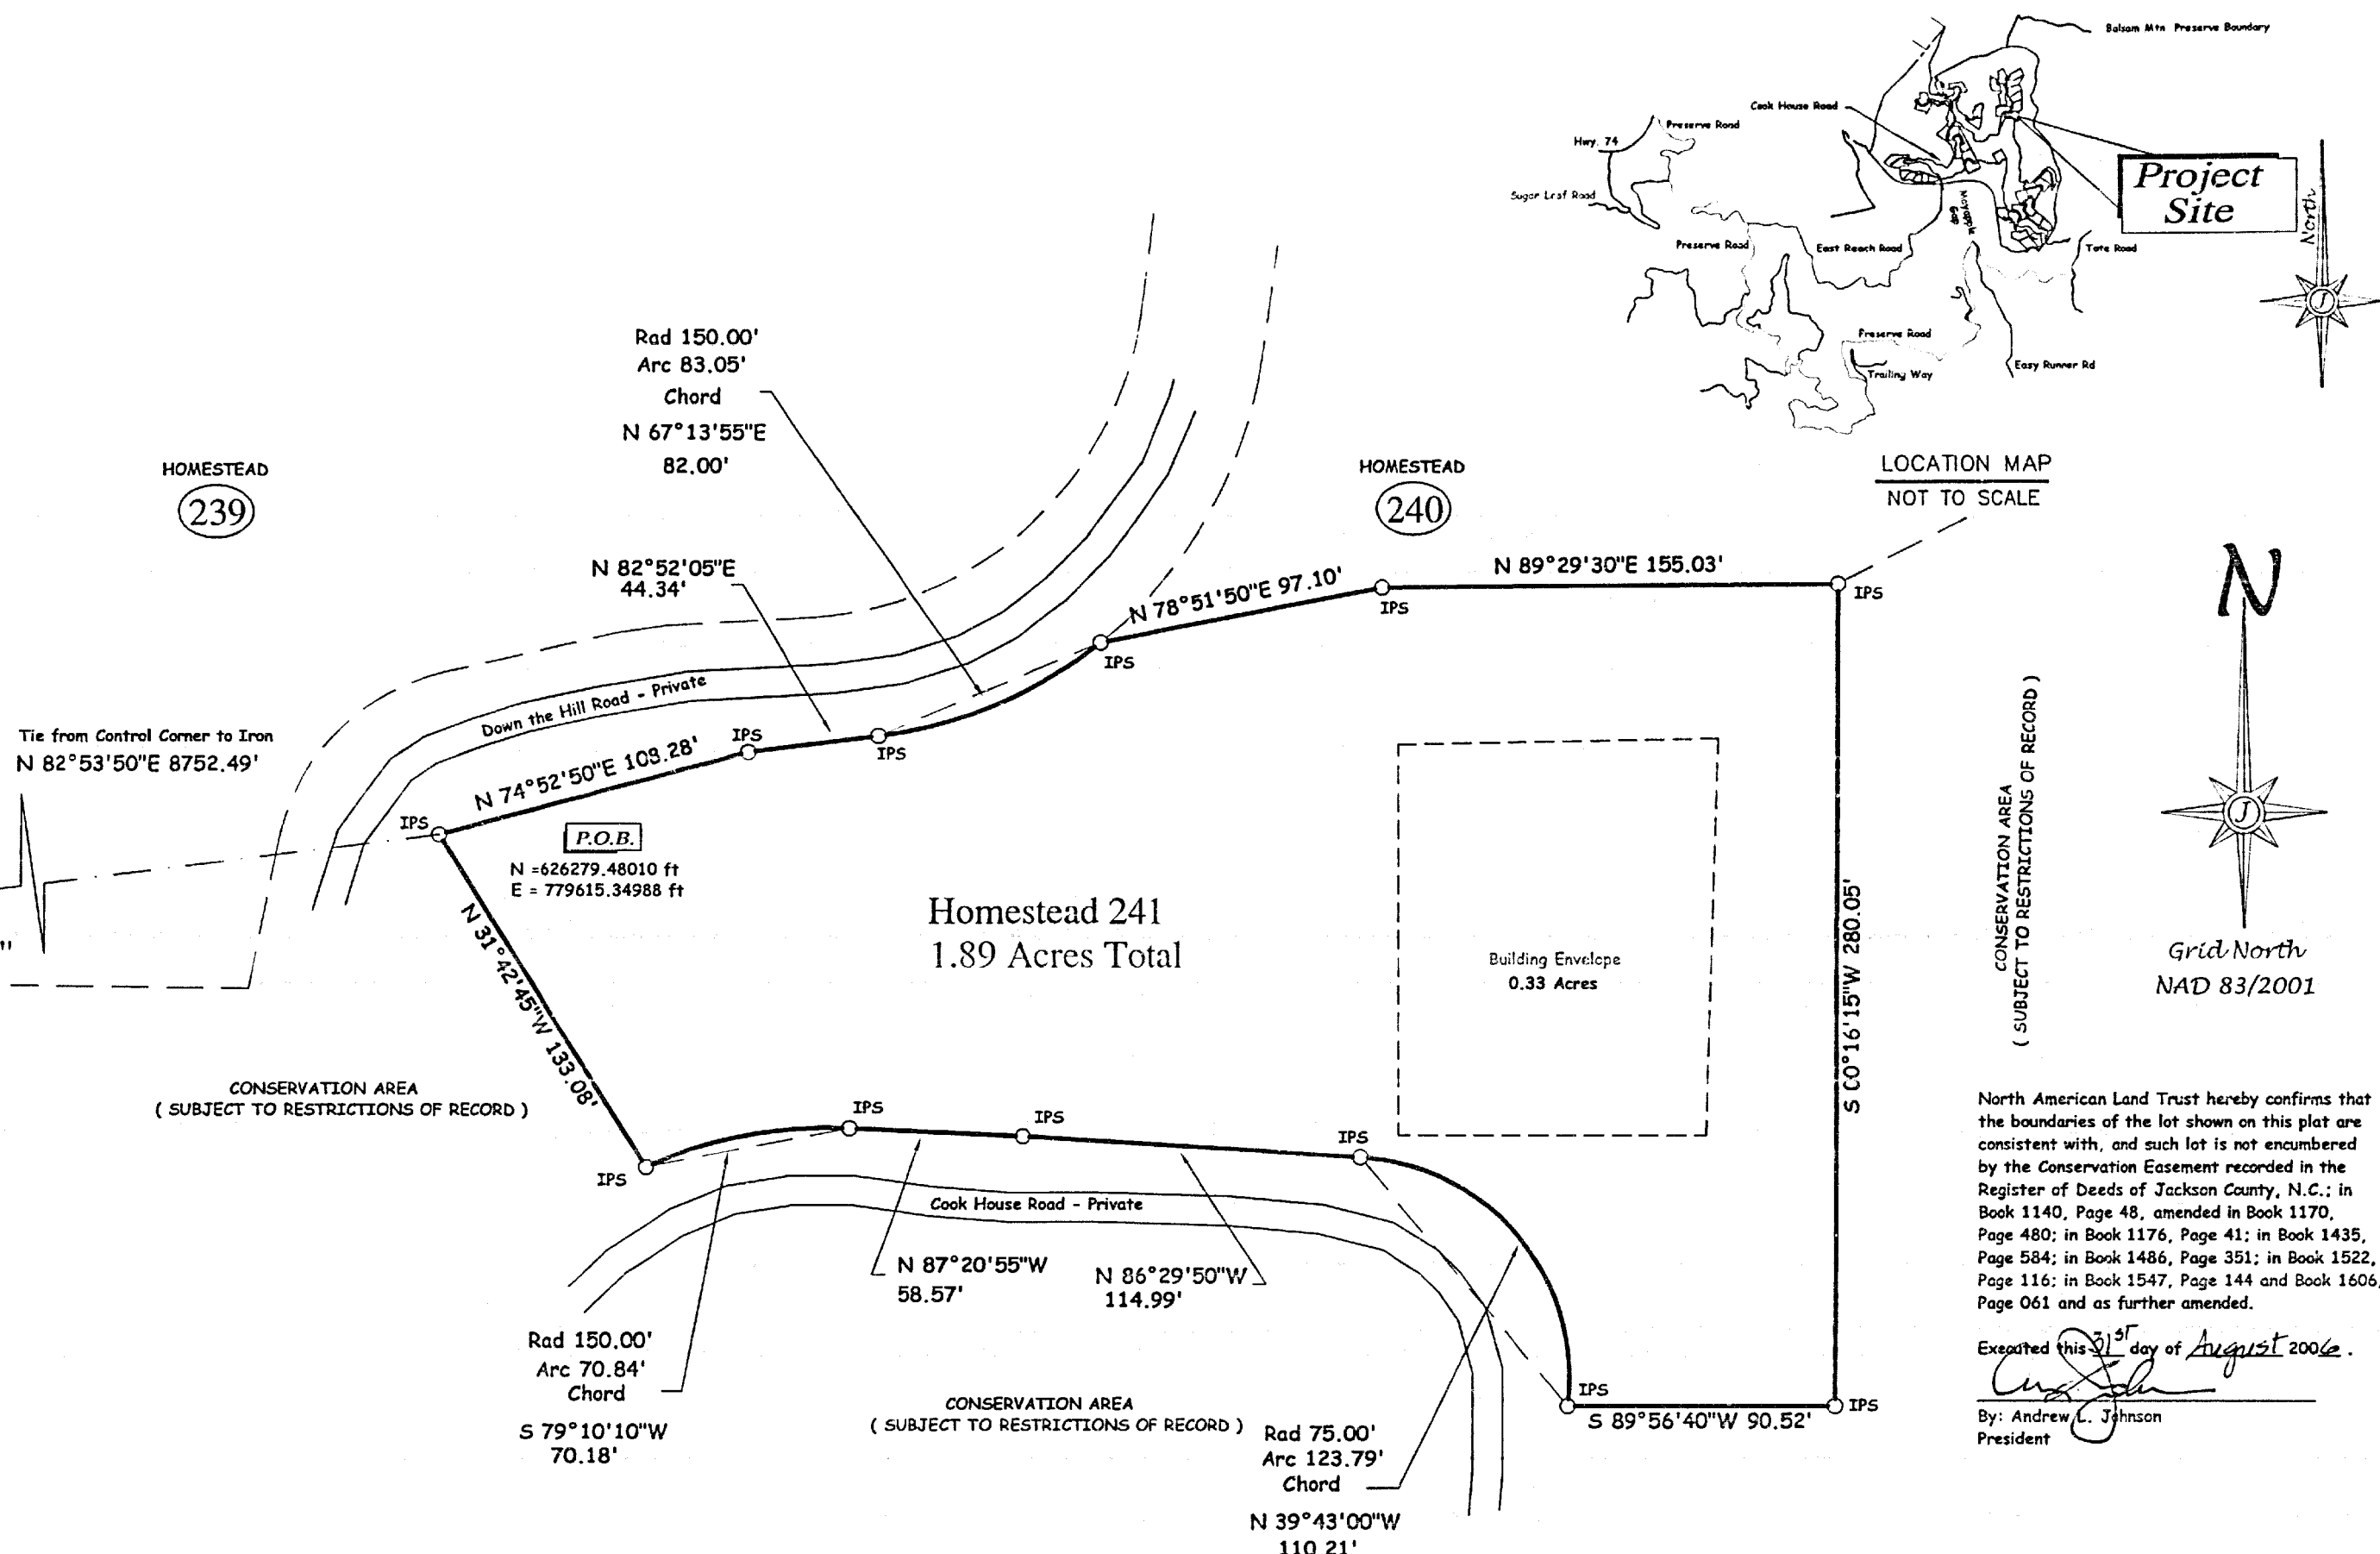 Balsam Mtn Preserve Boundary
Cook House Road
Preserve Road
Hwy. 74
Project
Site
North
Sugar Loaf Road
Mayapple
Gap
Preserve Road
East Reach Road
Tate Road
J
Preserve Road
Trailing Way
Easy Runner Rd
LOCATION MAP
NOT TO SCALE
Rad 150.00'
Arc 83.05'
Chord
N 67°13'55"E
82.00'
HOMESTEAD
239
HOMESTEAD
240
N 82°52'05"E
44.34'
N 78°51'50"E 97.10'
N 89°29'30"E 155.03'
IPS
IPS
IPS
IPS
IPS
IPS
Down the Hill Road - Private
Tie from Control Corner to Iron
N 82°53'50"E 8752.49'
N 74°52'50"E 108.28'
P.O.B.
N =626279.48010 ft
E = 779615.34988 ft
N 31°42'45"W 133.08'
Homestead 241
1.89 Acres Total
Building Envelope
0.33 Acres
S 00°16'15"W 280.05'
CONSERVATION AREA
( SUBJECT TO RESTRICTIONS OF RECORD )
N
J
Grid North
NAD 83/2001
"
CONSERVATION AREA
( SUBJECT TO RESTRICTIONS OF RECORD )
IPS
IPS
IPS
IPS
Cook House Road - Private
N 87°20'55"W
58.57'
N 86°29'50"W
114.99'
Rad 150.00'
Arc 70.84'
Chord
S 79°10'10"W
70.18'
CONSERVATION AREA
( SUBJECT TO RESTRICTIONS OF RECORD )
Rad 75.00'
Arc 123.79'
Chord
N 39°43'00"W
110.21'
IPS
IPS
S 89°56'40"W 90.52'
North American Land Trust hereby confirms that
the boundaries of the lot shown on this plat are
consistent with, and such lot is not encumbered
by the Conservation Easement recorded in the
Register of Deeds of Jackson County, N.C.; in
Book 1140, Page 48, amended in Book 1170,
Page 480; in Book 1176, Page 41; in Book 1435,
Page 584; in Book 1486, Page 351; in Book 1522,
Page 116; in Book 1547, Page 144 and Book 1606,
Page 061 and as further amended.
Executed this 31st day of August 2006.
By: Andrew L. Johnson
President